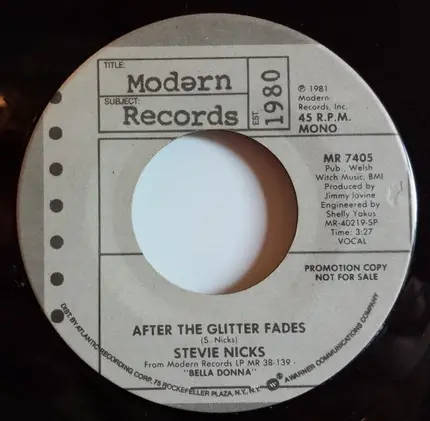 TITLE:
Modərn
SUBJECT:
Records
EST. 1980
℗ 1981
Modern
Records, Inc.
45 R.P.M.
MONO
MR 7405
Pub., Welsh
Witch Music, BMI
Produced by
Jimmy Iovine
Engineered by
Shelly Yakus
MR-40219-SP
Time: 3:27
VOCAL
PROMOTION COPY
NOT FOR SALE
AFTER THE GLITTER FADES
(S. Nicks)
STEVIE NICKS
From Modern Records LP MR 38-139 -
"BELLA DONNA"
DIST. BY ATLANTIC RECORDING CORP. 75 ROCKEFELLER PLAZA, N.Y., N.Y. A WARNER COMMUNICATIONS COMPANY